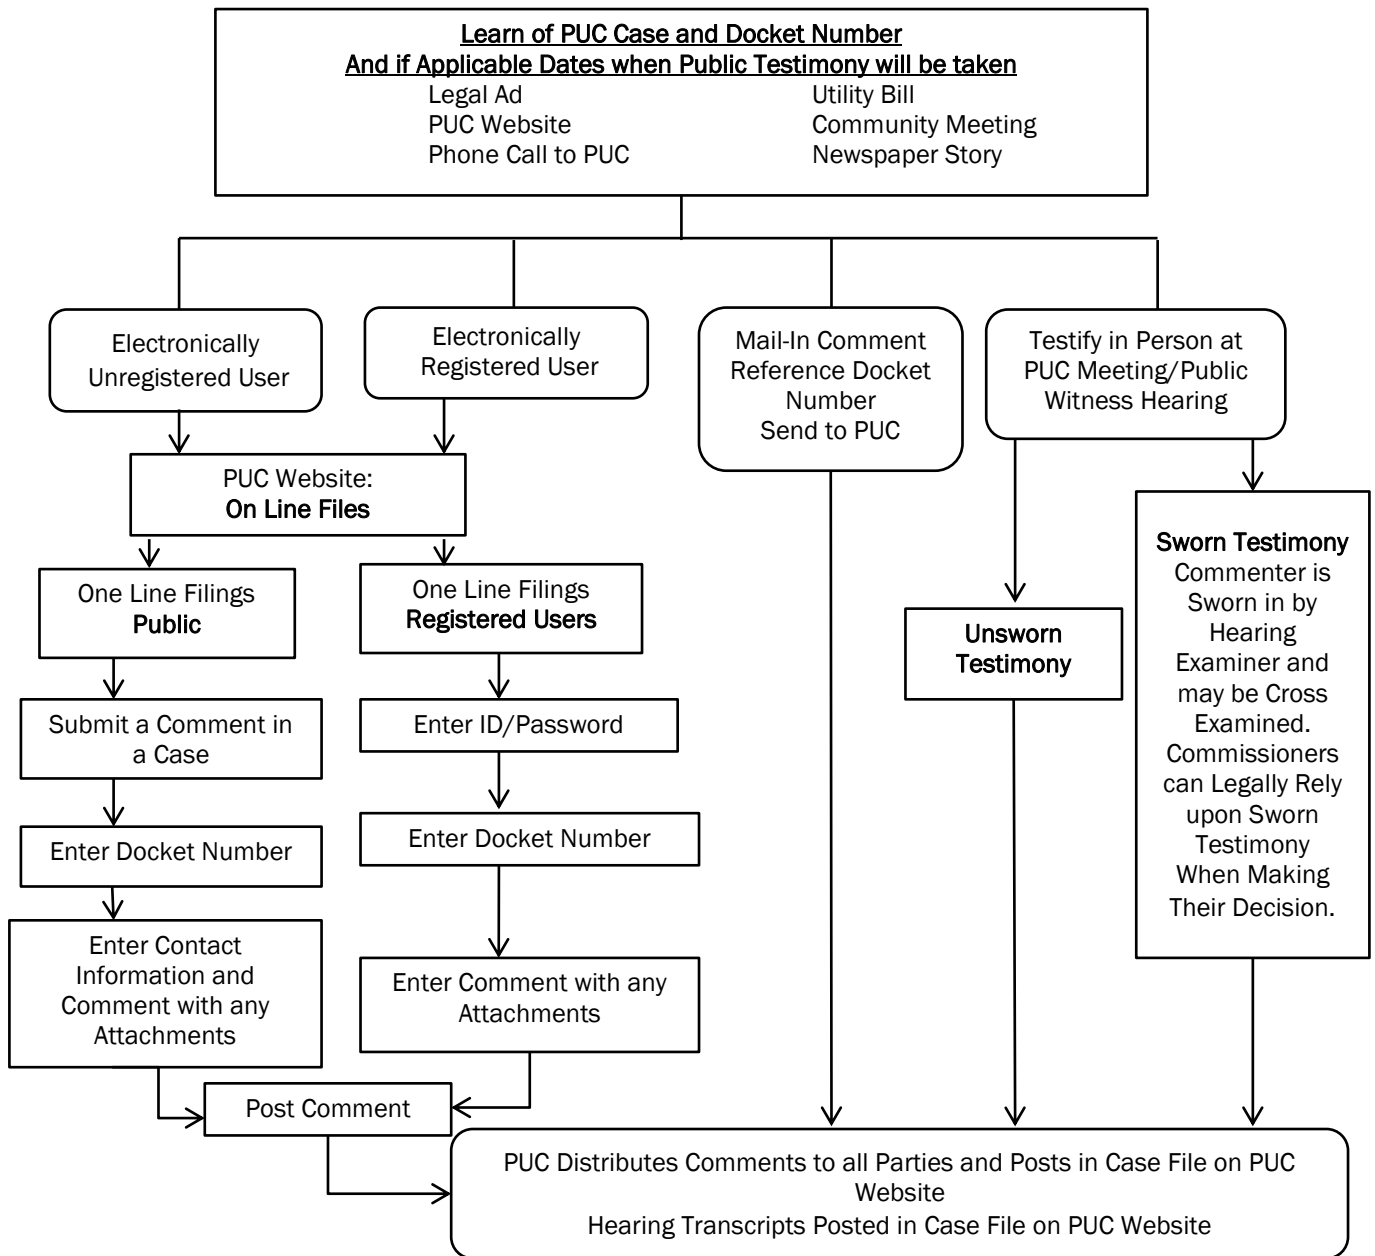 Learn of PUC Case and Docket Number
And if Applicable Dates when Public Testimony will be taken
Legal Ad
PUC Website
Phone Call to PUC
Utility Bill
Community Meeting
Newspaper Story
Electronically
Unregistered User
Electronically
Registered User
Mail-In Comment
Reference Docket
Number
Send to PUC
Testify in Person at
PUC Meeting/Public
Witness Hearing
PUC Website:
On Line Files
One Line Filings
Public
One Line Filings
Registered Users
Unsworn
Testimony
Sworn Testimony
Commenter is
Sworn in by
Hearing
Examiner and
may be Cross
Examined.
Commissioners
can Legally Rely
upon Sworn
Testimony
When Making
Their Decision.
Submit a Comment in
a Case
Enter ID/Password
Enter Docket Number
Enter Docket Number
Enter Contact
Information and
Comment with any
Attachments
Enter Comment with any
Attachments
Post Comment
PUC Distributes Comments to all Parties and Posts in Case File on PUC
Website
Hearing Transcripts Posted in Case File on PUC Website